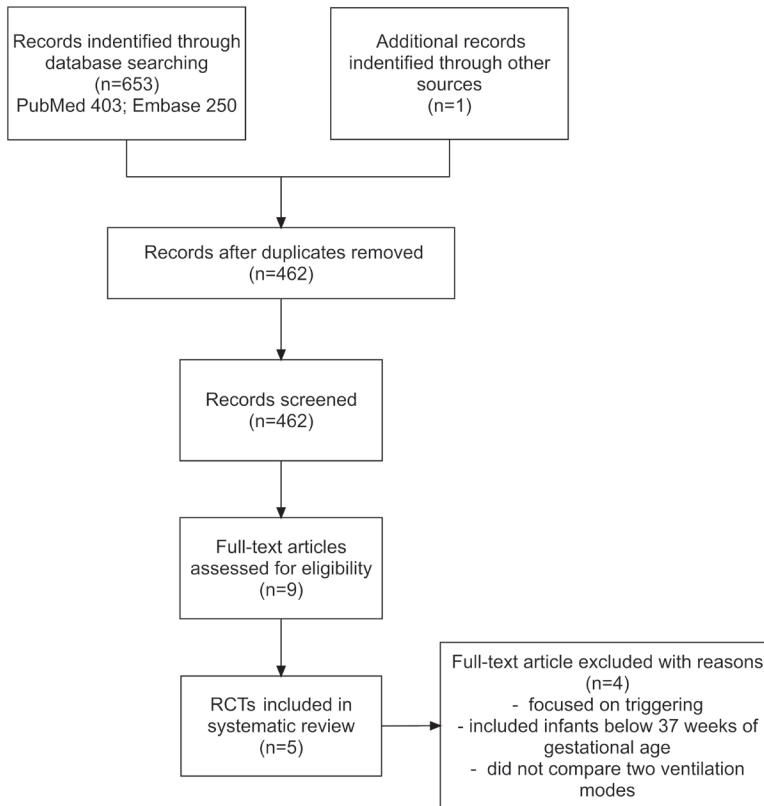 Records indentified through
database searching
(n=653)
PubMed 403; Embase 250
Additional records
indentified through other
sources
(n=1)
Records after duplicates removed
(n=462)
Records screened
(n=462)
Full-text articles
assessed for eligibility
(n=9)
RCTs included in
systematic review
(n=5)
Full-text article excluded with reasons
(n=4)
- focused on triggering
- included infants below 37 weeks of
gestational age
- did not compare two ventilation
modes